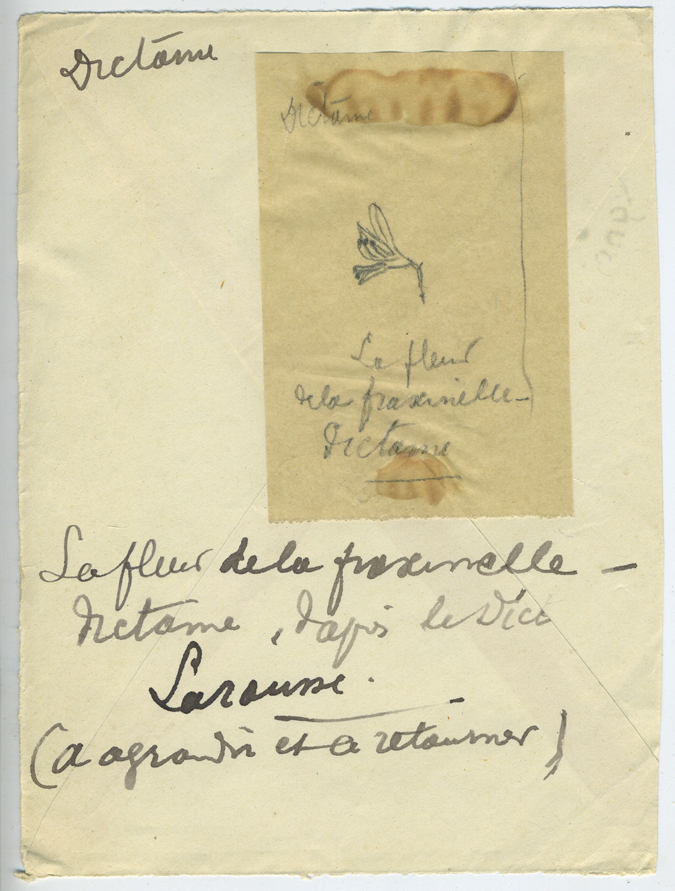 Dictame
Dictame
La fleur
de la fraxinelle -
Dictame
La fleur de la fraxinelle -
Dictame, d'apis le Dict
Larousse.
(a agrandir et a retourner)